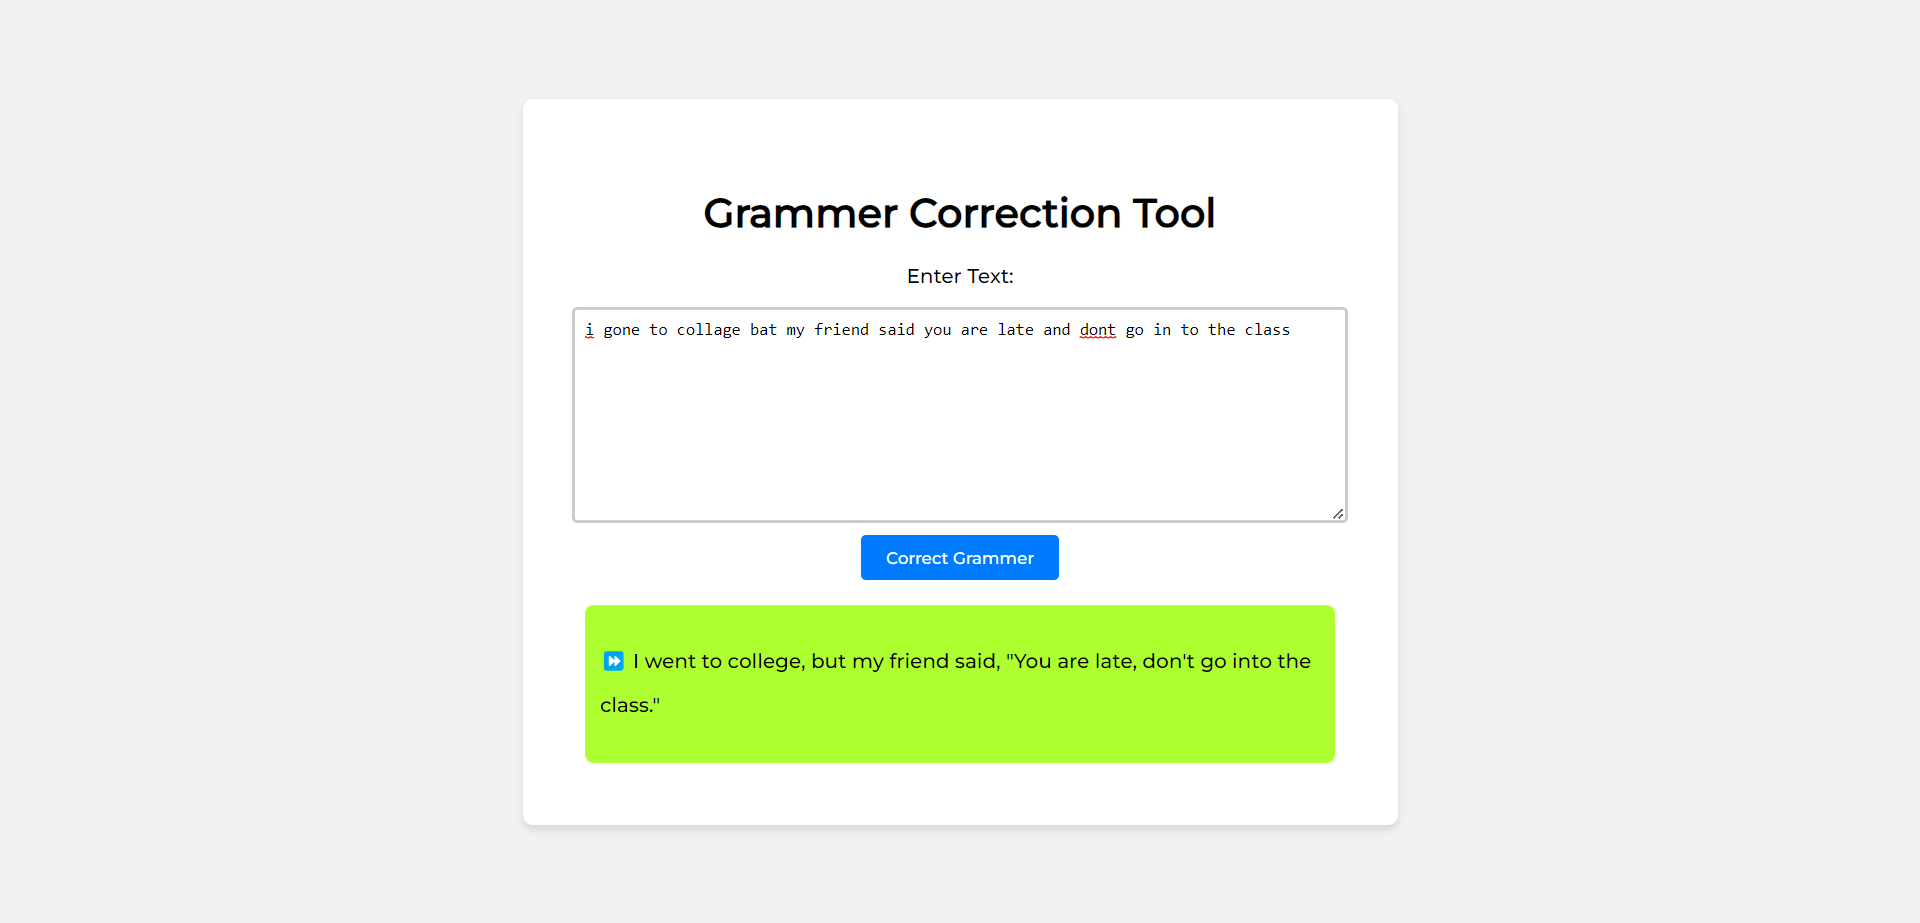 Grammer Correction Tool
Enter Text:
i gone to collage bat my friend said you are late and dont go in to the class
Correct Grammer
⏩ I went to college, but my friend said, "You are late, don't go into the
class."